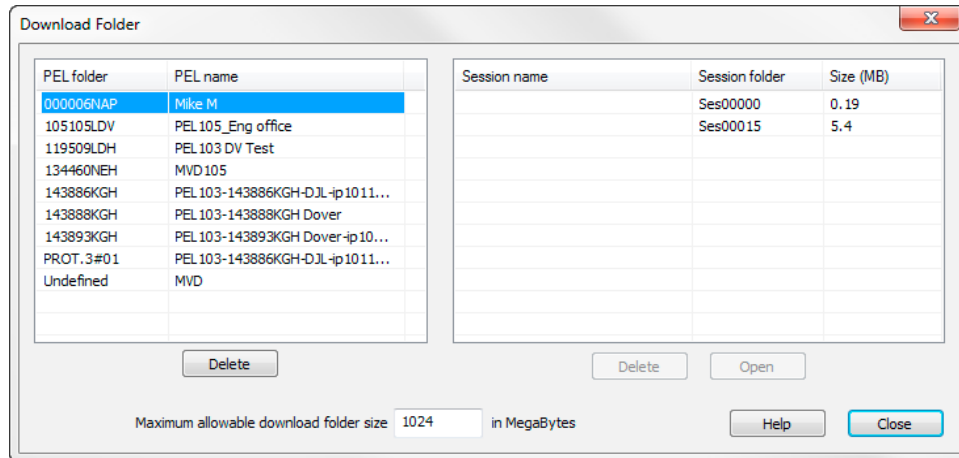 Download Folder
PEL folder PEL name
000006NAP Mike M
105105LDV PEL105_Eng office
119509LDH PEL103 DV Test
134460NEH MVD105
143886KGH PEL103-143886KGH-DJL-ip1011...
143888KGH PEL103-143888KGH Dover
143893KGH PEL103-143893KGH Dover-ip10...
PROT.3#01 PEL103-143886KGH-DJL-ip1011...
Undefined MVD
Delete
Session name Session folder Size (MB)
Ses00000 0.19
Ses00015 5.4
Delete Open
Maximum allowable download folder size 1024 in MegaBytes
Help Close